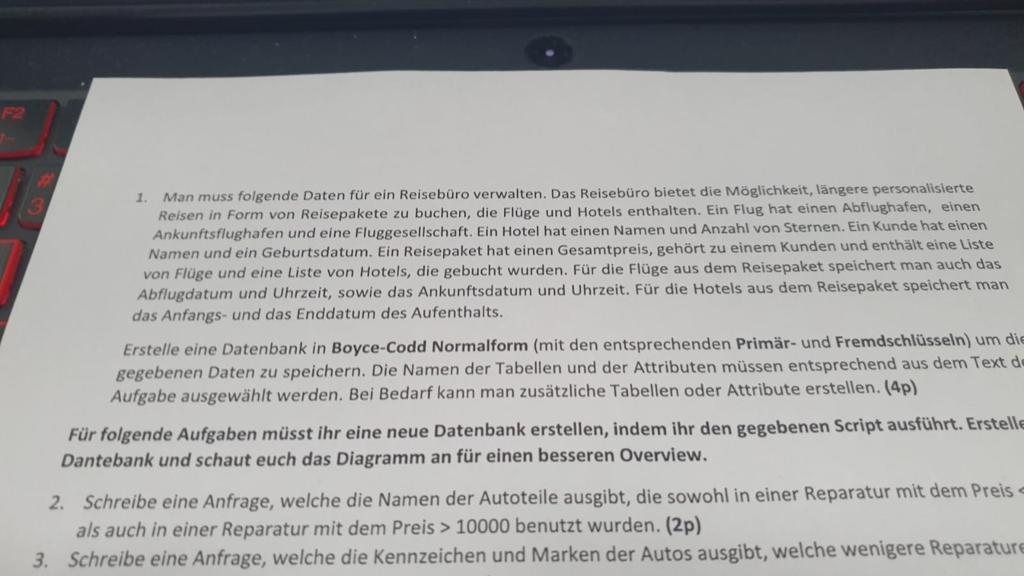 F2
#
3
1. Man muss folgende Daten für ein Reisebüro verwalten. Das Reisebüro bietet die Möglichkeit, längere personalisierte
Reisen in Form von Reisepakete zu buchen, die Flüge und Hotels enthalten. Ein Flug hat einen Abflughafen, einen
Ankunftsflughafen und eine Fluggesellschaft. Ein Hotel hat einen Namen und Anzahl von Sternen. Ein Kunde hat einen
Namen und ein Geburtsdatum. Ein Reisepaket hat einen Gesamtpreis, gehört zu einem Kunden und enthält eine Liste
von Flüge und eine Liste von Hotels, die gebucht wurden. Für die Flüge aus dem Reisepaket speichert man auch das
Abflugdatum und Uhrzeit, sowie das Ankunftsdatum und Uhrzeit. Für die Hotels aus dem Reisepaket speichert man
das Anfangs- und das Enddatum des Aufenthalts.
Erstelle eine Datenbank in Boyce-Codd Normalform (mit den entsprechenden Primär- und Fremdschlüsseln) um die
gegebenen Daten zu speichern. Die Namen der Tabellen und der Attributen müssen entsprechend aus dem Text
Aufgabe ausgewählt werden. Bei Bedarf kann man zusätzliche Tabellen oder Attribute erstellen. (4p)
Für folgende Aufgaben müsst ihr eine neue Datenbank erstellen, indem ihr den gegebenen Script ausführt. Erstelle
Dantebank und schaut euch das Diagramm an für einen besseren Overview.
2. Schreibe eine Anfrage, welche die Namen der Autoteile ausgibt, die sowohl in einer Reparatur mit dem Preis <
als auch in einer Reparatur mit dem Preis > 10000 benutzt wurden. (2p)
3. Schreibe eine Anfrage, welche die Kennzeichen und Marken der Autos ausgibt, welche wenigere Reparature